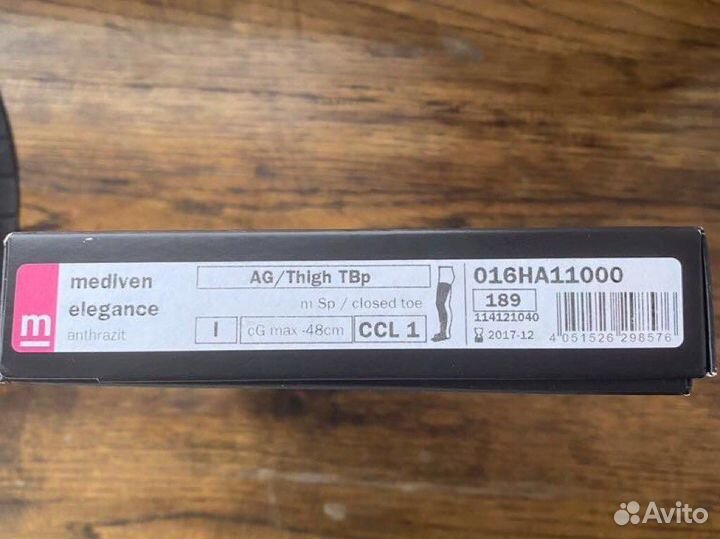 m
mediven
elegance
anthrazit
AG/Thigh TBp
m Sp / closed toe
I
cG max -48cm
CCL 1
016HA11000
189
114121040
2017-12
4 051526 298576
Avito